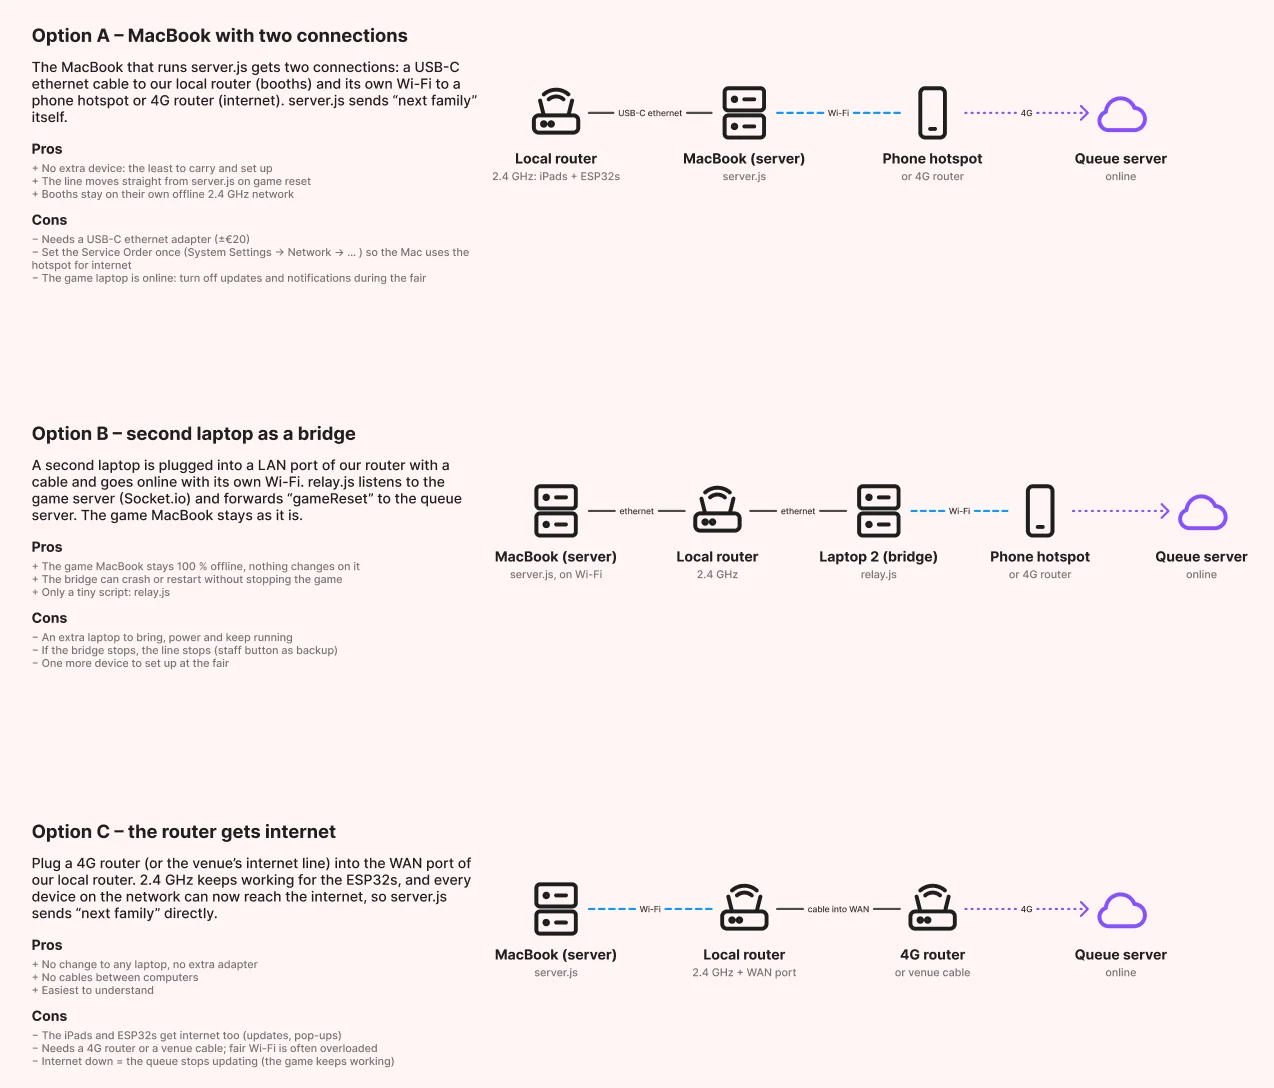 Option A – MacBook with two connections
The MacBook that runs server.js gets two connections: a USB-C
ethernet cable to our local router (booths) and its own Wi-Fi to a
phone hotspot or 4G router (internet). server.js sends “next family”
itself.
Pros
+ No extra device: the least to carry and set up
+ The line moves straight from server.js on game reset
+ Booths stay on their own offline 2.4 GHz network
Cons
− Needs a USB-C ethernet adapter (±€20)
− Set the Service Order once (System Settings → Network → ... ) so the Mac uses the
hotspot for internet
− The game laptop is online: turn off updates and notifications during the fair
USB-C ethernet
Wi-Fi
4G
Local router
MacBook (server)
Phone hotspot
Queue server
2.4 GHz: iPads + ESP32s
server.js
or 4G router
online
Option B – second laptop as a bridge
A second laptop is plugged into a LAN port of our router with a
cable and goes online with its own Wi-Fi. relay.js listens to the
game server (Socket.io) and forwards “gameReset” to the queue
server. The game MacBook stays as it is.
Pros
+ The game MacBook stays 100 % offline, nothing changes on it
+ The bridge can crash or restart without stopping the game
+ Only a tiny script: relay.js
Cons
− An extra laptop to bring, power and keep running
− If the bridge stops, the line stops (staff button as backup)
− One more device to set up at the fair
ethernet
ethernet
Wi-Fi
MacBook (server)
Local router
Laptop 2 (bridge)
Phone hotspot
Queue server
server.js, on Wi-Fi
2.4 GHz
relay.js
or 4G router
online
Option C – the router gets internet
Plug a 4G router (or the venue’s internet line) into the WAN port of
our local router. 2.4 GHz keeps working for the ESP32s, and every
device on the network can now reach the internet, so server.js
sends “next family” directly.
Pros
+ No change to any laptop, no extra adapter
+ No cables between computers
+ Easiest to understand
Cons
− The iPads and ESP32s get internet too (updates, pop-ups)
− Needs a 4G router or a venue cable; fair Wi-Fi is often overloaded
− Internet down = the queue stops updating (the game keeps working)
Wi-Fi
cable into WAN
4G
MacBook (server)
Local router
4G router
Queue server
server.js
2.4 GHz + WAN port
or venue cable
online